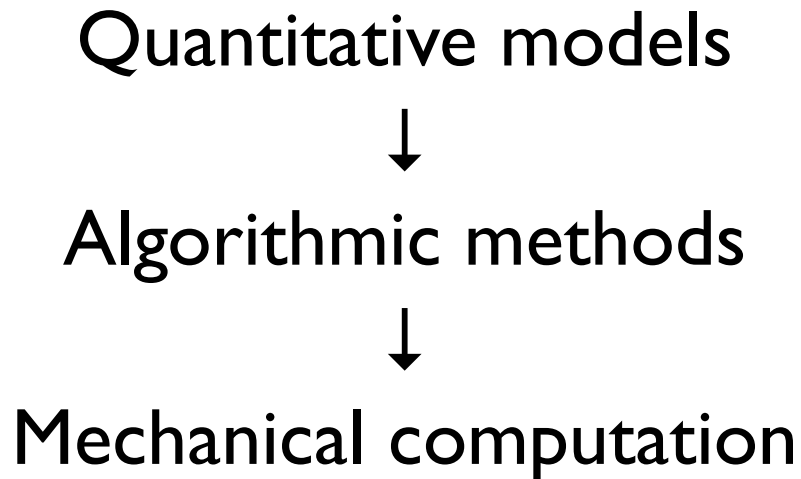 Quantitative models
↓
Algorithmic methods
↓
Mechanical computation